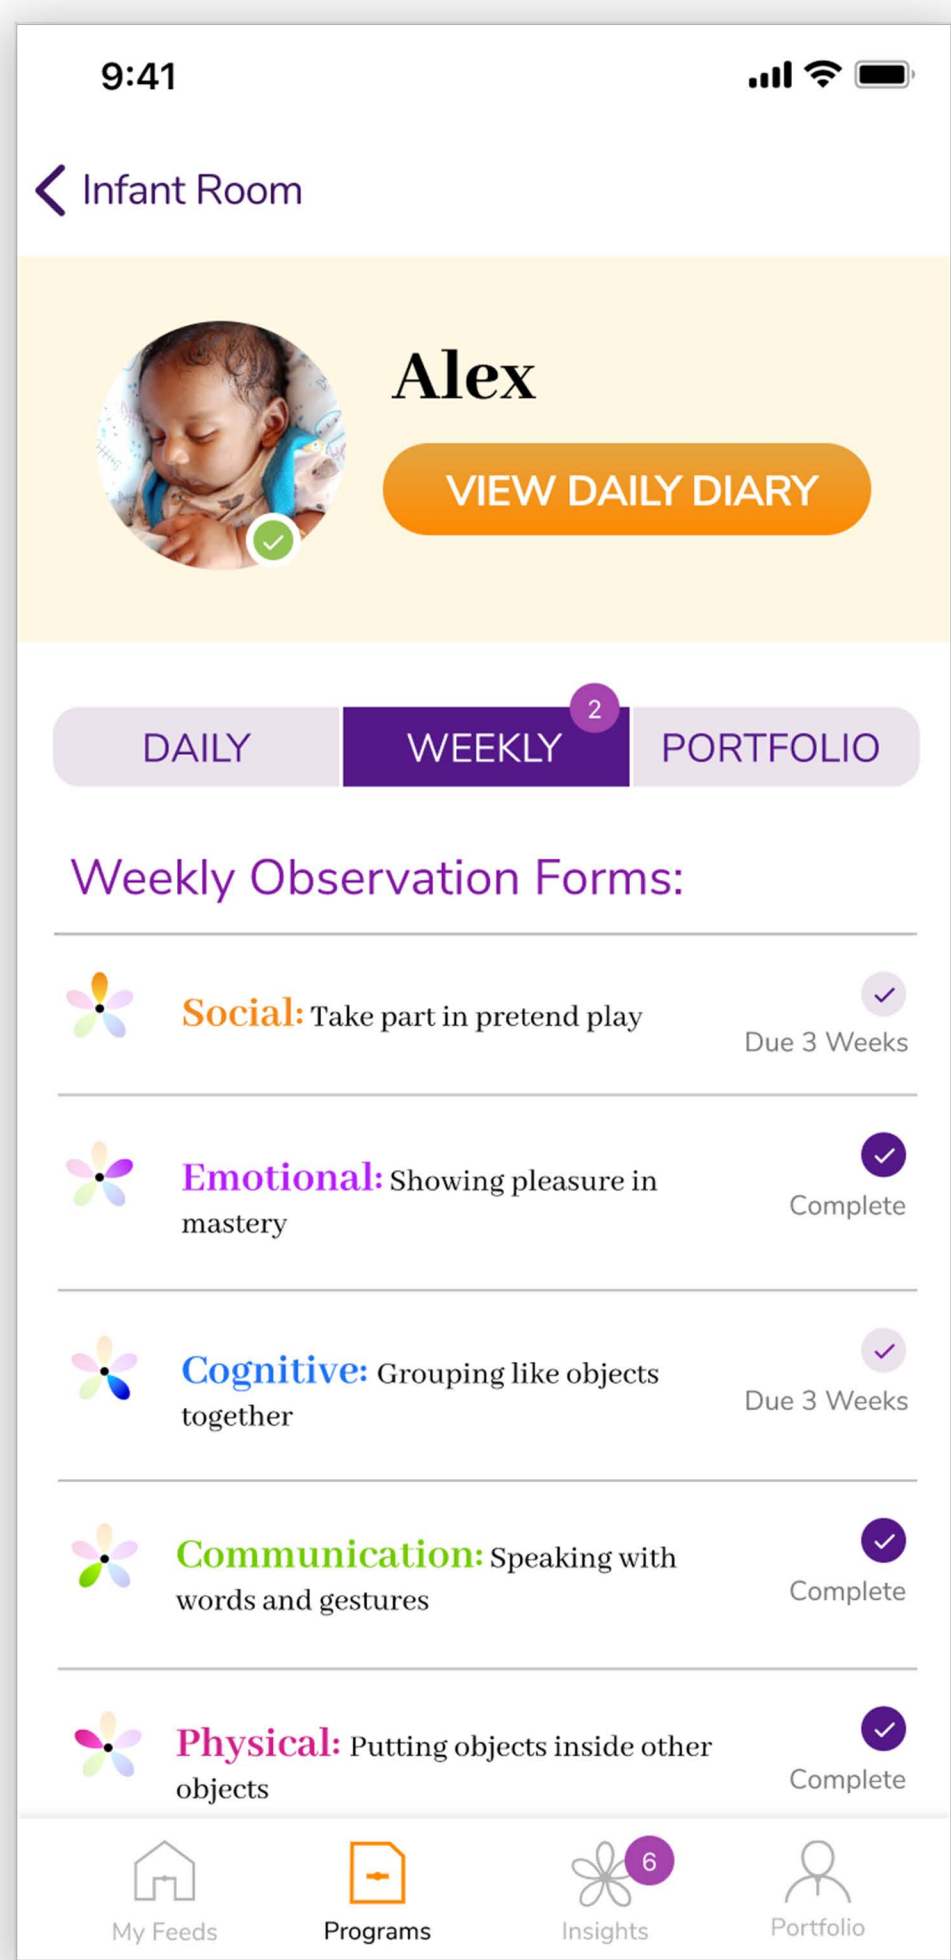 9:41
Infant Room
Alex
VIEW DAILY DIARY
DAILY
WEEKLY
2
PORTFOLIO
Weekly Observation Forms:
Social: Take part in pretend play
Due 3 Weeks
Emotional: Showing pleasure in
mastery
Complete
Cognitive: Grouping like objects
together
Due 3 Weeks
Communication: Speaking with
words and gestures
Complete
Physical: Putting objects inside other
objects
Complete
My Feeds
Programs
6
Insights
Portfolio